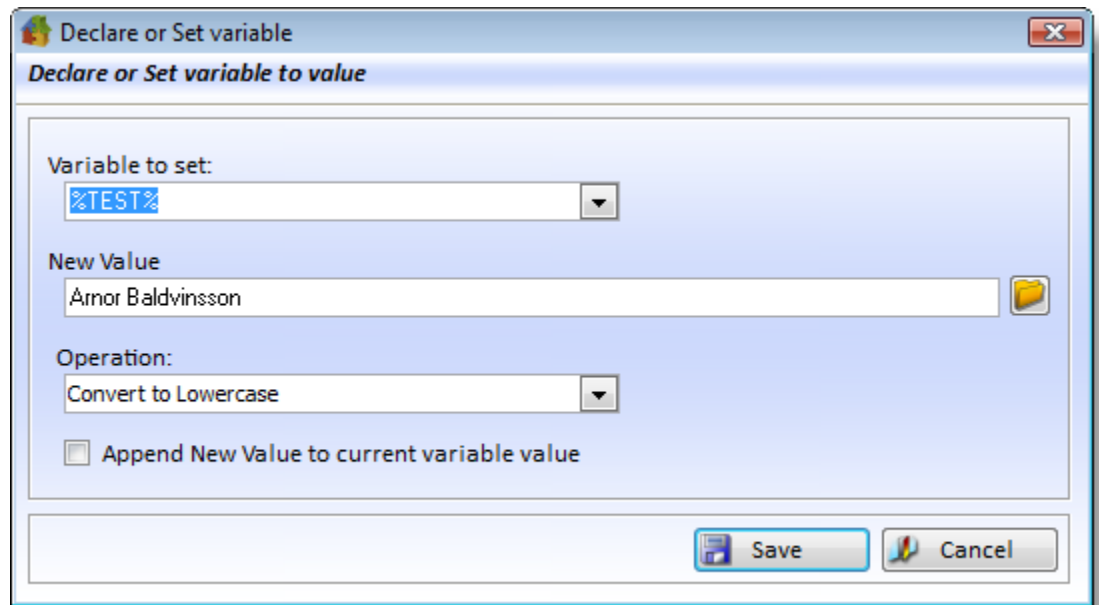 Declare or Set variable
Declare or Set variable to value
Variable to set:
%TEST%
New Value
Arnor Baldvinsson
Operation:
Convert to Lowercase
Append New Value to current variable value
Save Cancel